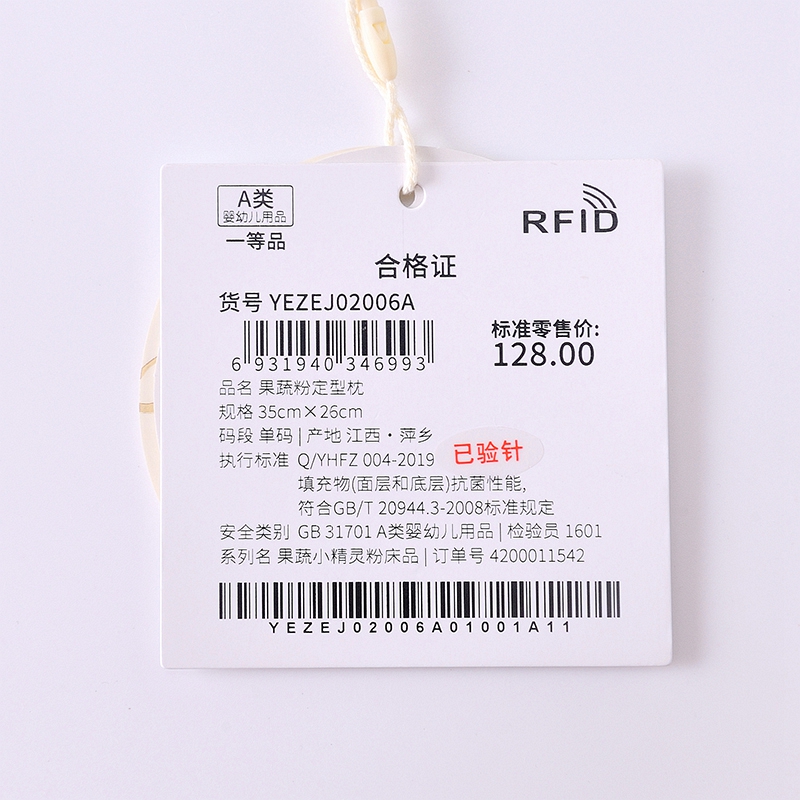 A类
婴幼儿用品
一等品
RFID
合格证
货号 YEZEJ02006A
6 931940 346993
标准零售价:
128.00
品名 果蔬粉定型枕
规格 35cm×26cm
码段 单码 | 产地 江西·萍乡
执行标准 Q/YHFZ 004-2019
已验针
填充物(面层和底层)抗菌性能,
符合GB/T 20944.3-2008标准规定
安全类别 GB 31701 A类婴幼儿用品 | 检验员 1601
系列名 果蔬小精灵粉床品 | 订单号 4200011542
YEZEJ02006A01001A11